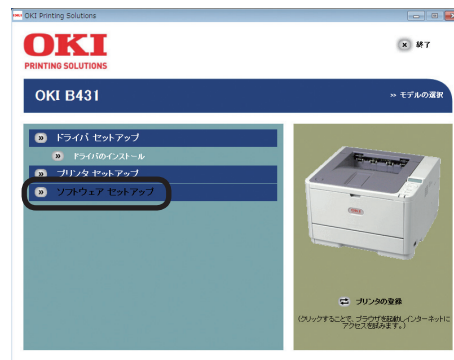 OKI Printing Solutions
OKI
PRINTING SOLUTIONS
終了
OKI B431
モデルの選択
ドライバ セットアップ
ドライバのインストール
プリンタ セットアップ
ソフトウェア セットアップ
OKI
プリンタの登録
(クリックすることで、ブラウザを起動しインターネットに
アクセスを試みます。)